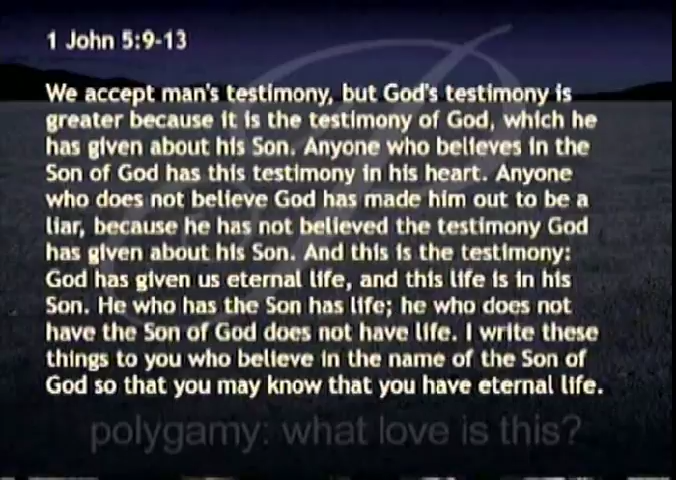 1 John 5:9-13
We accept man's testimony, but God's testimony is
greater because it is the testimony of God, which he
has given about his Son. Anyone who believes in the
Son of God has this testimony in his heart. Anyone
who does not believe God has made him out to be a
liar, because he has not believed the testimony God
has given about his Son. And this is the testimony:
God has given us eternal life, and this life is in his
Son. He who has the Son has life; he who does not
have the Son of God does not have life. I write these
things to you who believe in the name of the Son of
God so that you may know that you have eternal life.
polygamy: what love is this?